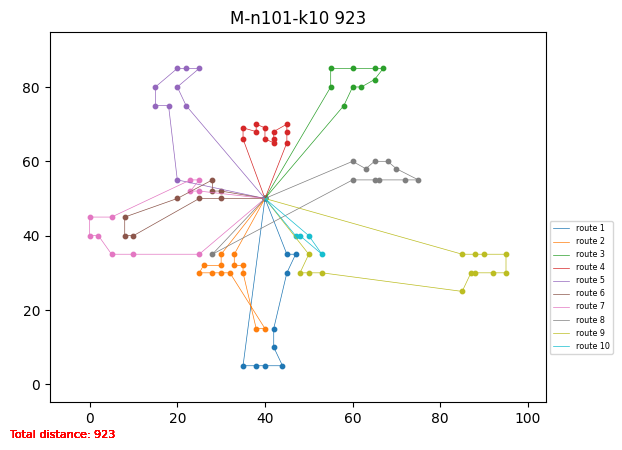 M-n101-k10 923
80
60
40
20
0
0 20 40 60 80 100
route 1
route 2
route 3
route 4
route 5
route 6
route 7
route 8
route 9
route 10
Total distance: 923